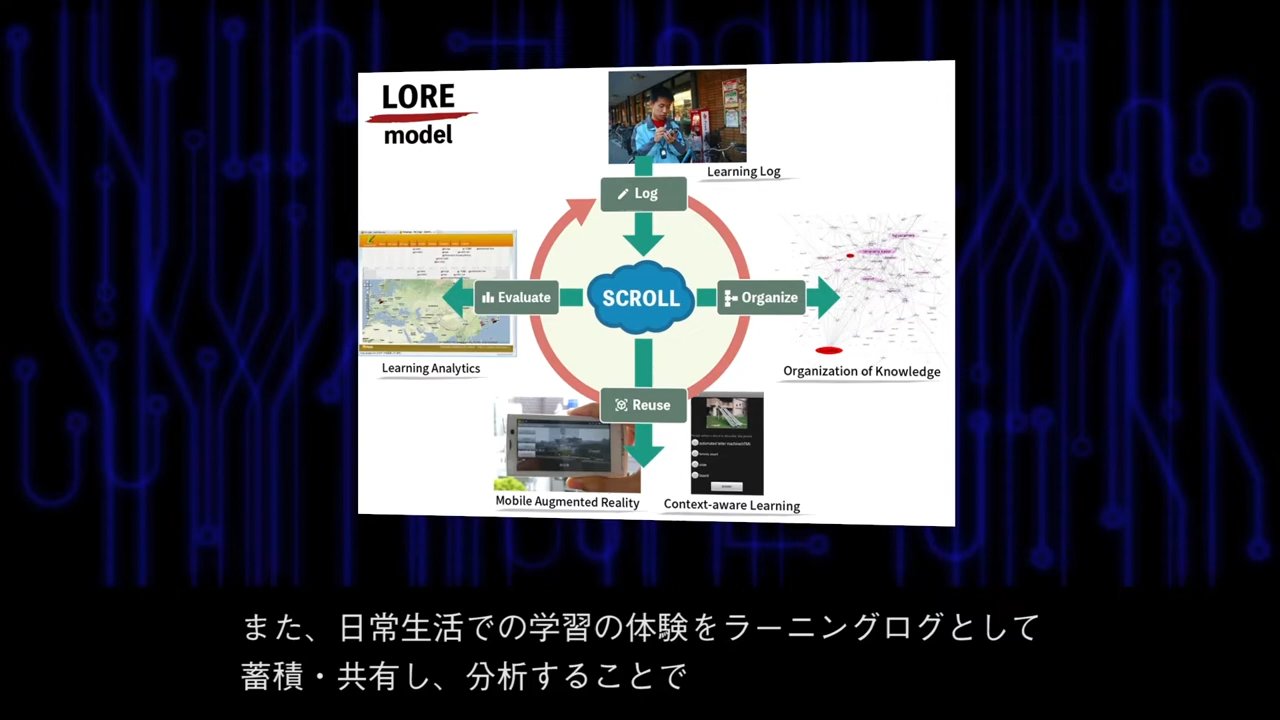 LORE
model
Learning Log
Log
SCROLL
Evaluate
Organize
Learning Analytics
Organization of Knowledge
Reuse
Mobile Augmented Reality
Context-aware Learning
また、日常生活での学習の体験をラーニングログとして
蓄積・共有し、分析することで